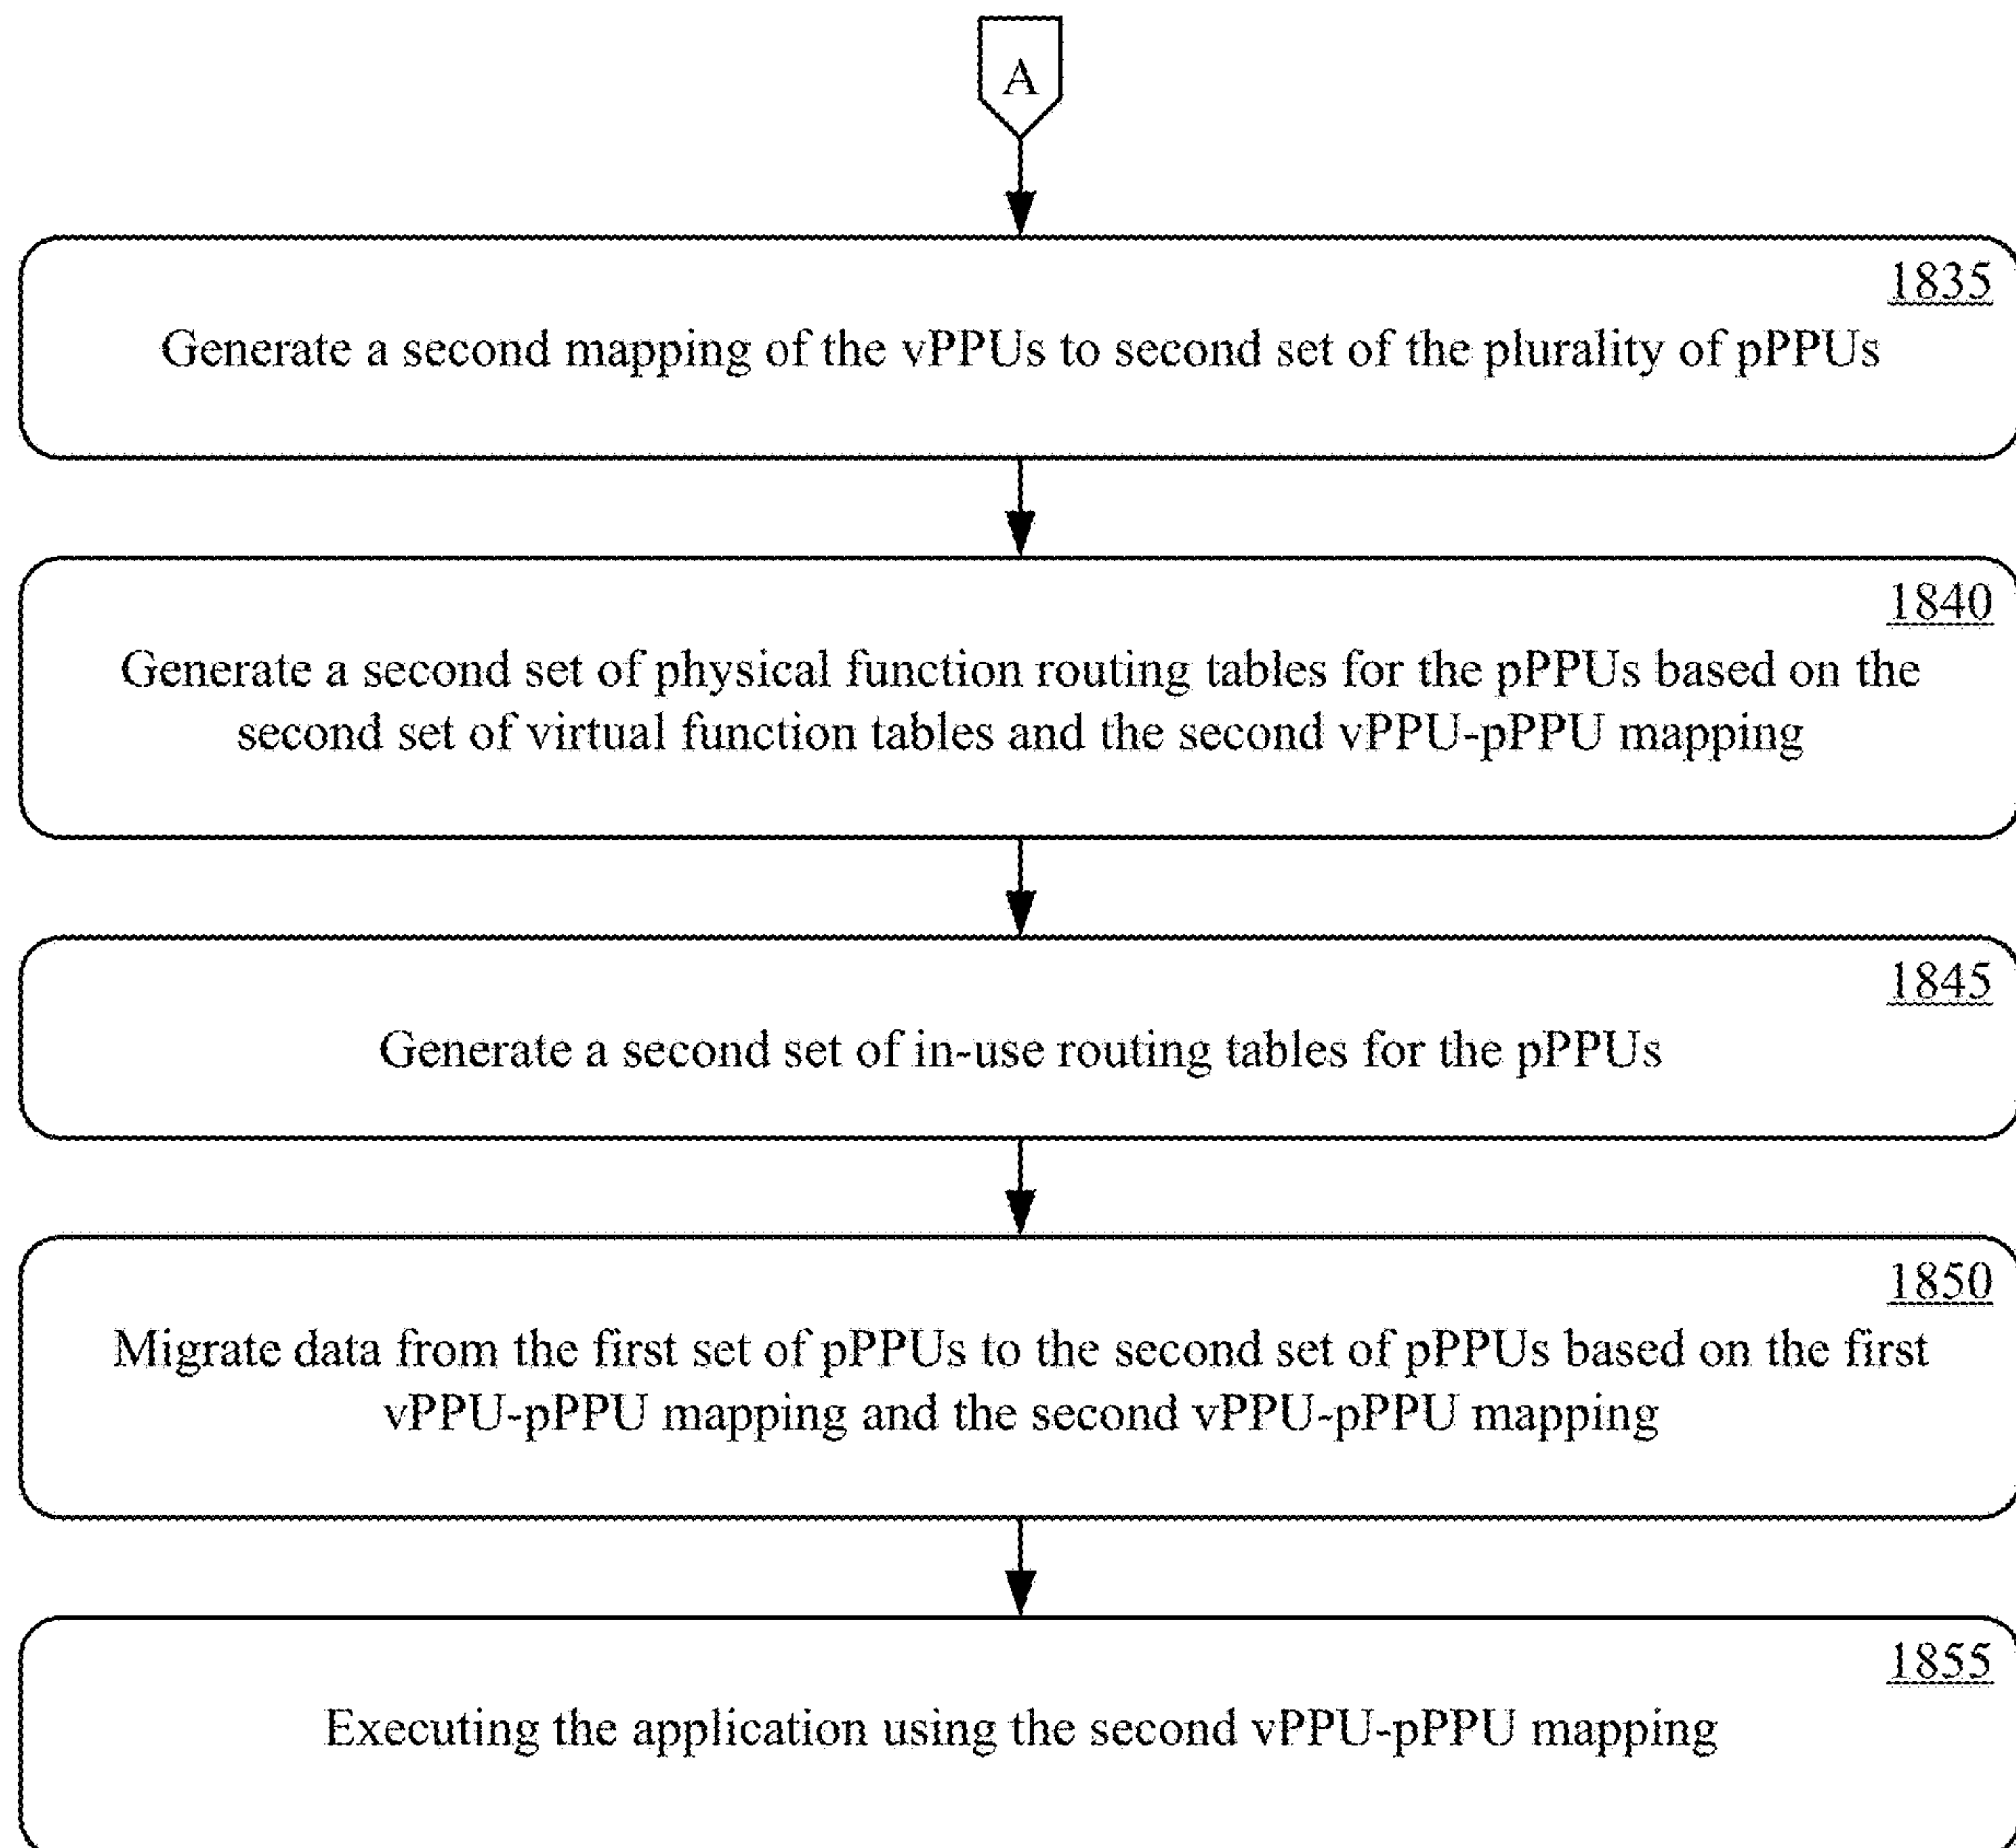 A
1835
Generate a second mapping of the vPPUs to second set of the plurality of pPPUs
1840
Generate a second set of physical function routing tables for the pPPUs based on the
second set of virtual function tables and the second vPPU-pPPU mapping
1845
Generate a second set of in-use routing tables for the pPPUs
1850
Migrate data from the first set of pPPUs to the second set of pPPUs based on the first
vPPU-pPPU mapping and the second vPPU-pPPU mapping
1855
Executing the application using the second vPPU-pPPU mapping